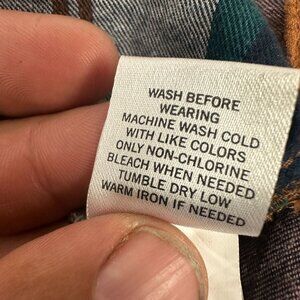 WASH BEFORE
WEARING
MACHINE WASH COLD
WITH LIKE COLORS
ONLY NON-CHLORINE
BLEACH WHEN NEEDED
TUMBLE DRY LOW
WARM IRON IF NEEDED